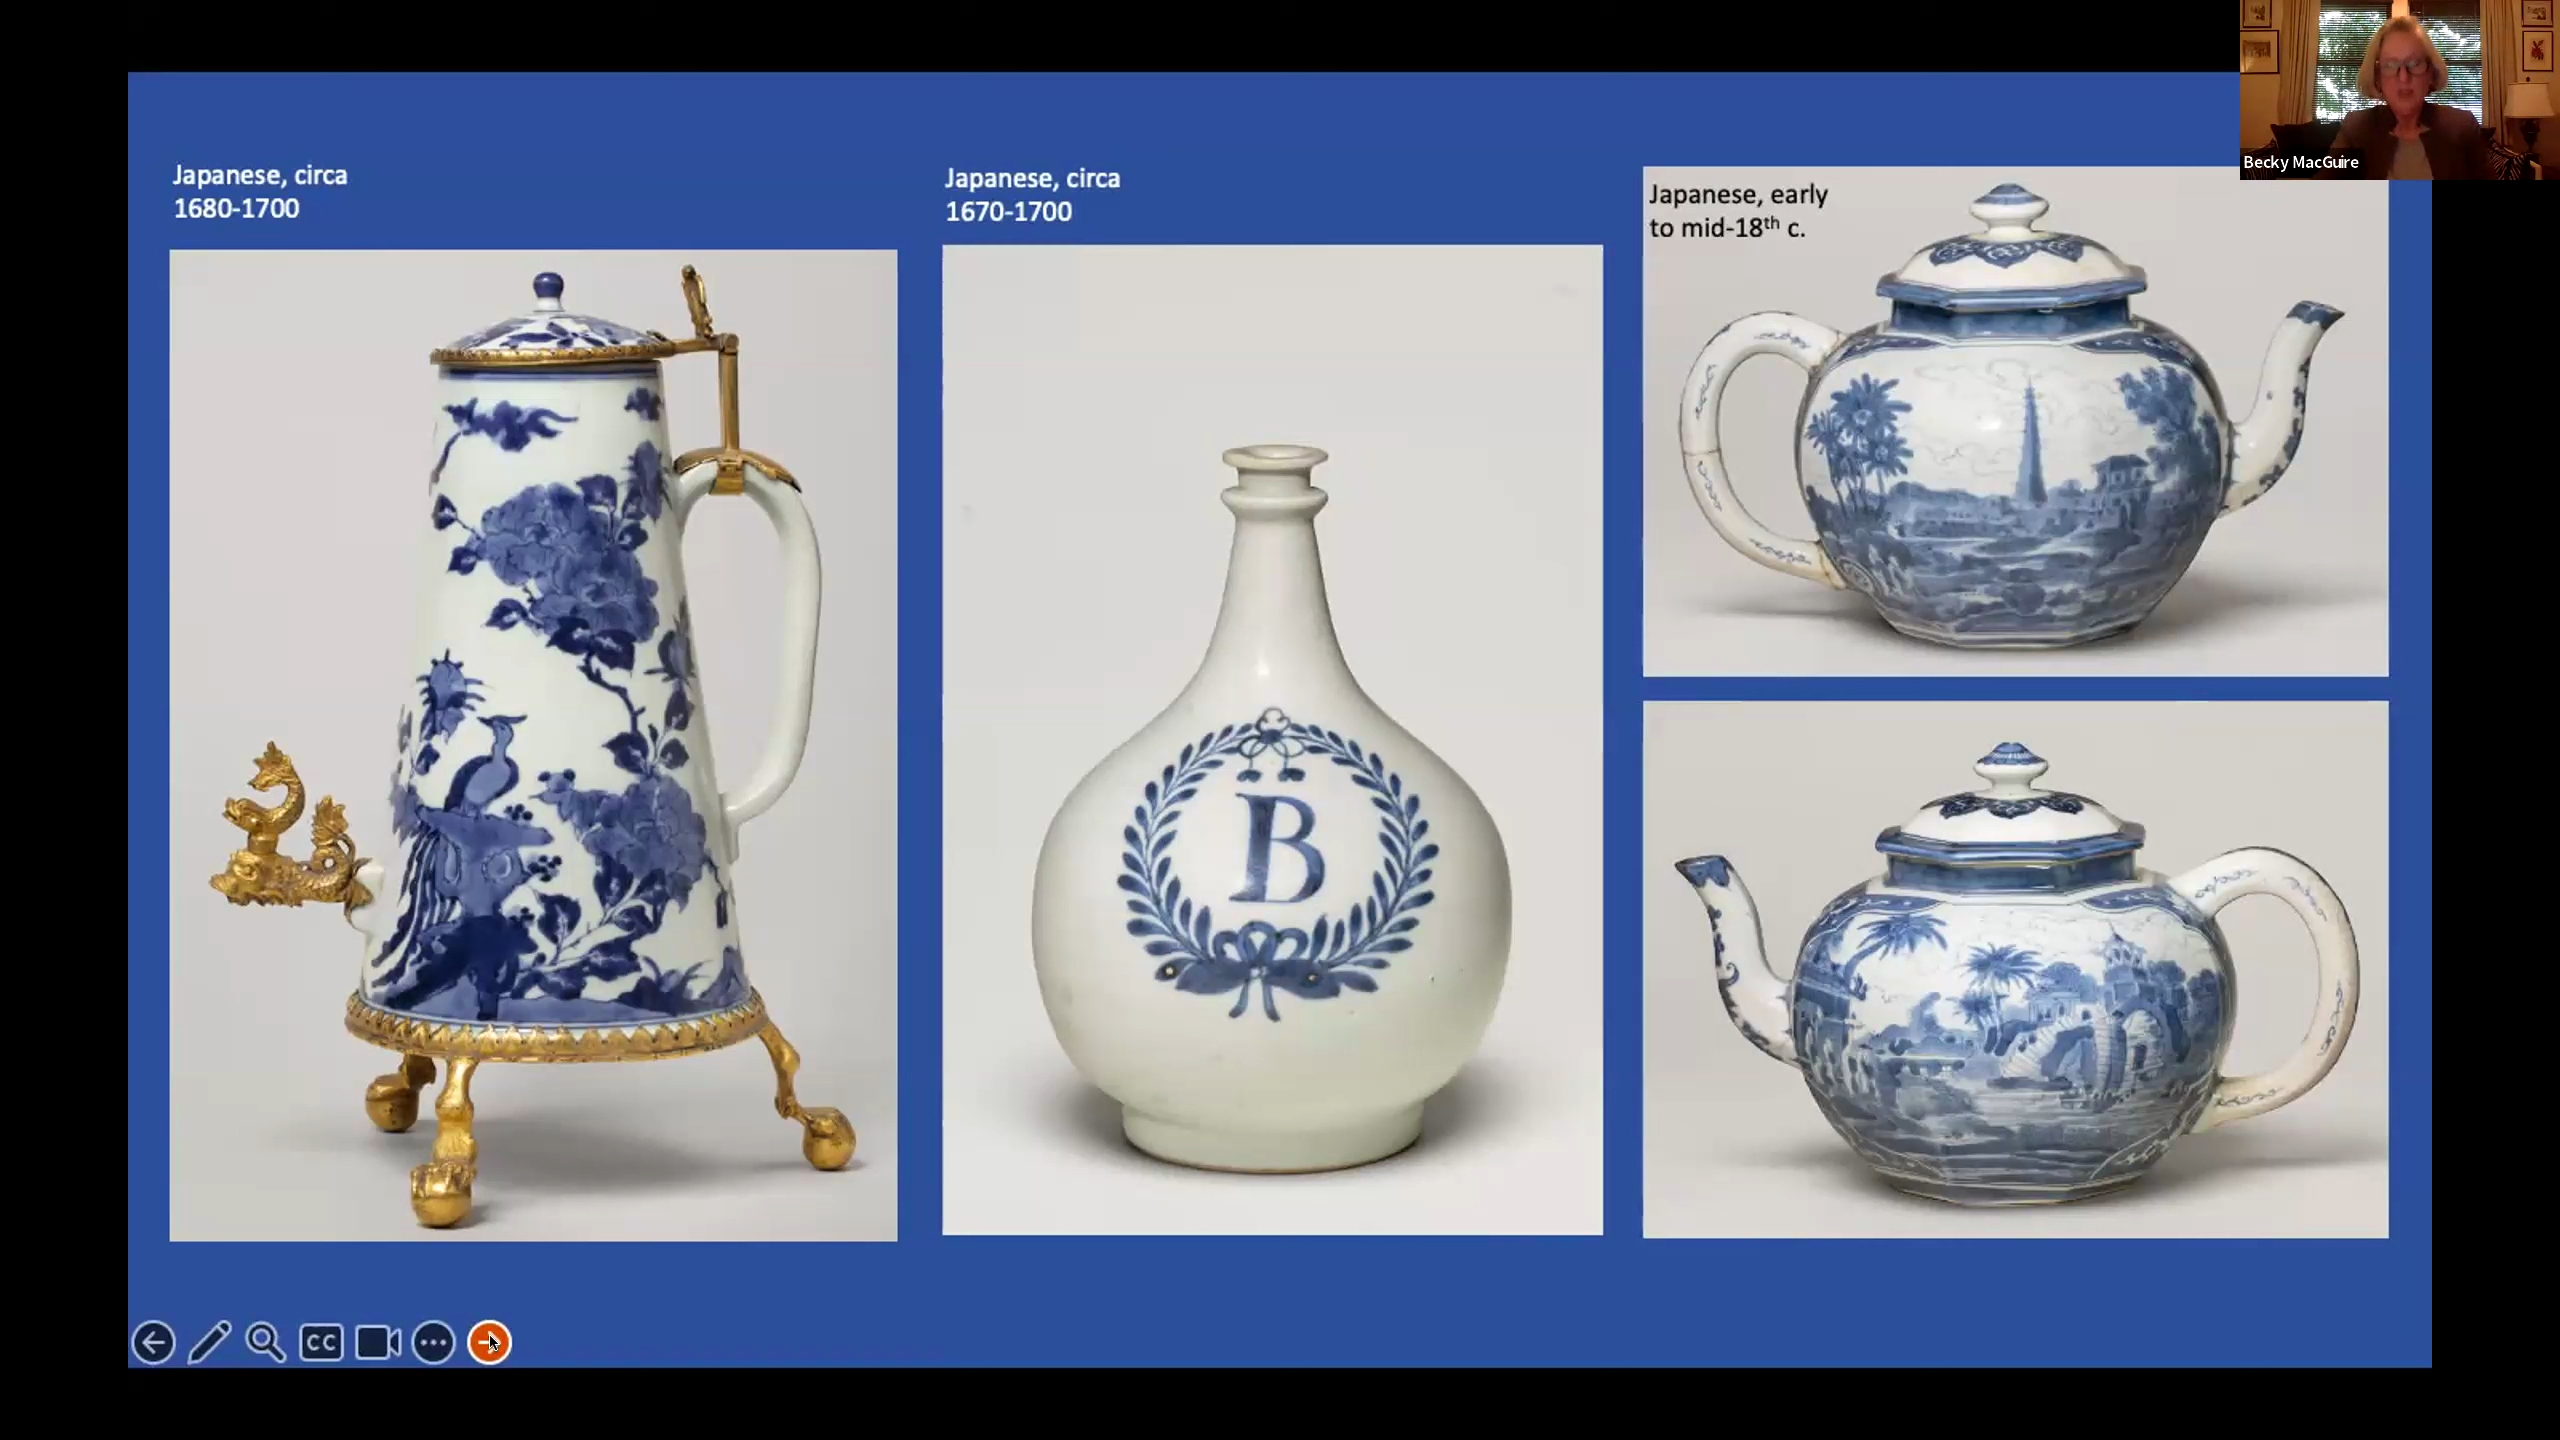 Becky MacGuire
Japanese, circa
1680-1700
Japanese, circa
1670-1700
Japanese, early
to mid-18th c.
B
CC